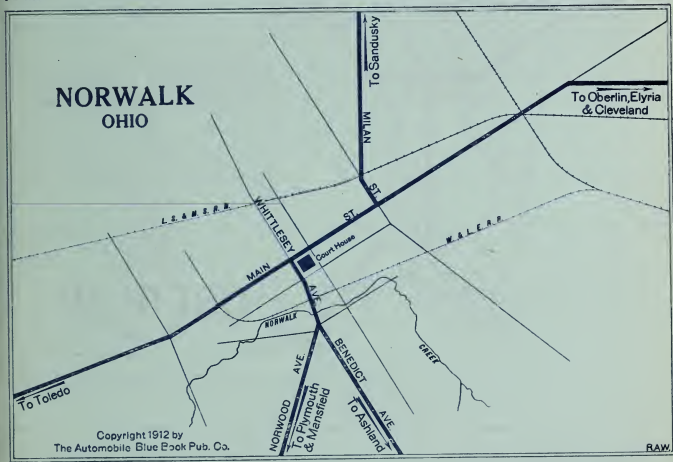 NORWALK
OHIO
To Sandusky
MILAN
ST.
To Oberlin, Elyria
& Cleveland
L.S. & M.S.R.R.
WHITTLESEY
AVE.
MAIN
ST.
Court House
W. & L.E.R.R.
NORWALK
CREEK
To Toledo
NORWOOD
AVE.
To Plymouth
& Mansfield
BENEDICT
AVE
To Ashland
Copyright 1912 by
The Automobile Blue Book Pub. Co.
R.A.W.